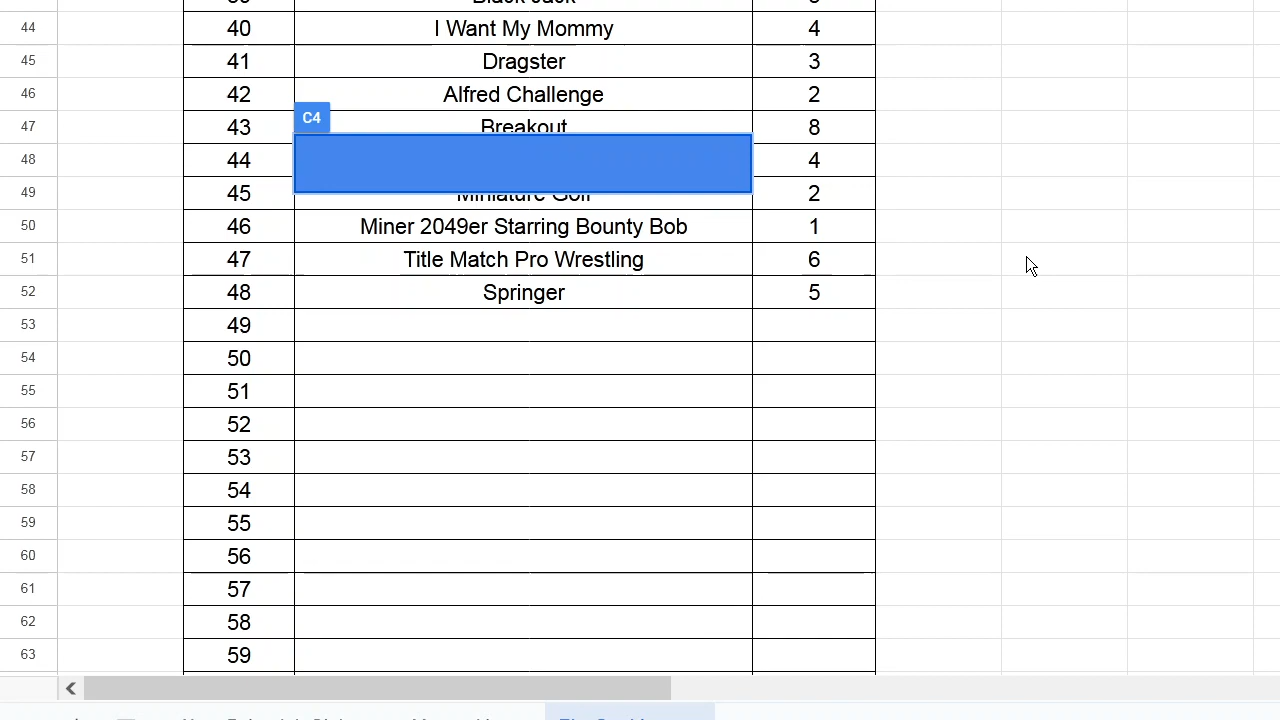 Black Jack
44 40 I Want My Mommy 4
45 41 Dragster 3
46 42 Alfred Challenge 2
C4
47 43 Breakout 8
48 44 4
49 45 Miniature Golf 2
50 46 Miner 2049er Starring Bounty Bob 1
51 47 Title Match Pro Wrestling 6
52 48 Springer 5
53 49
54 50
55 51
56 52
57 53
58 54
59 55
60 56
61 57
62 58
63 59